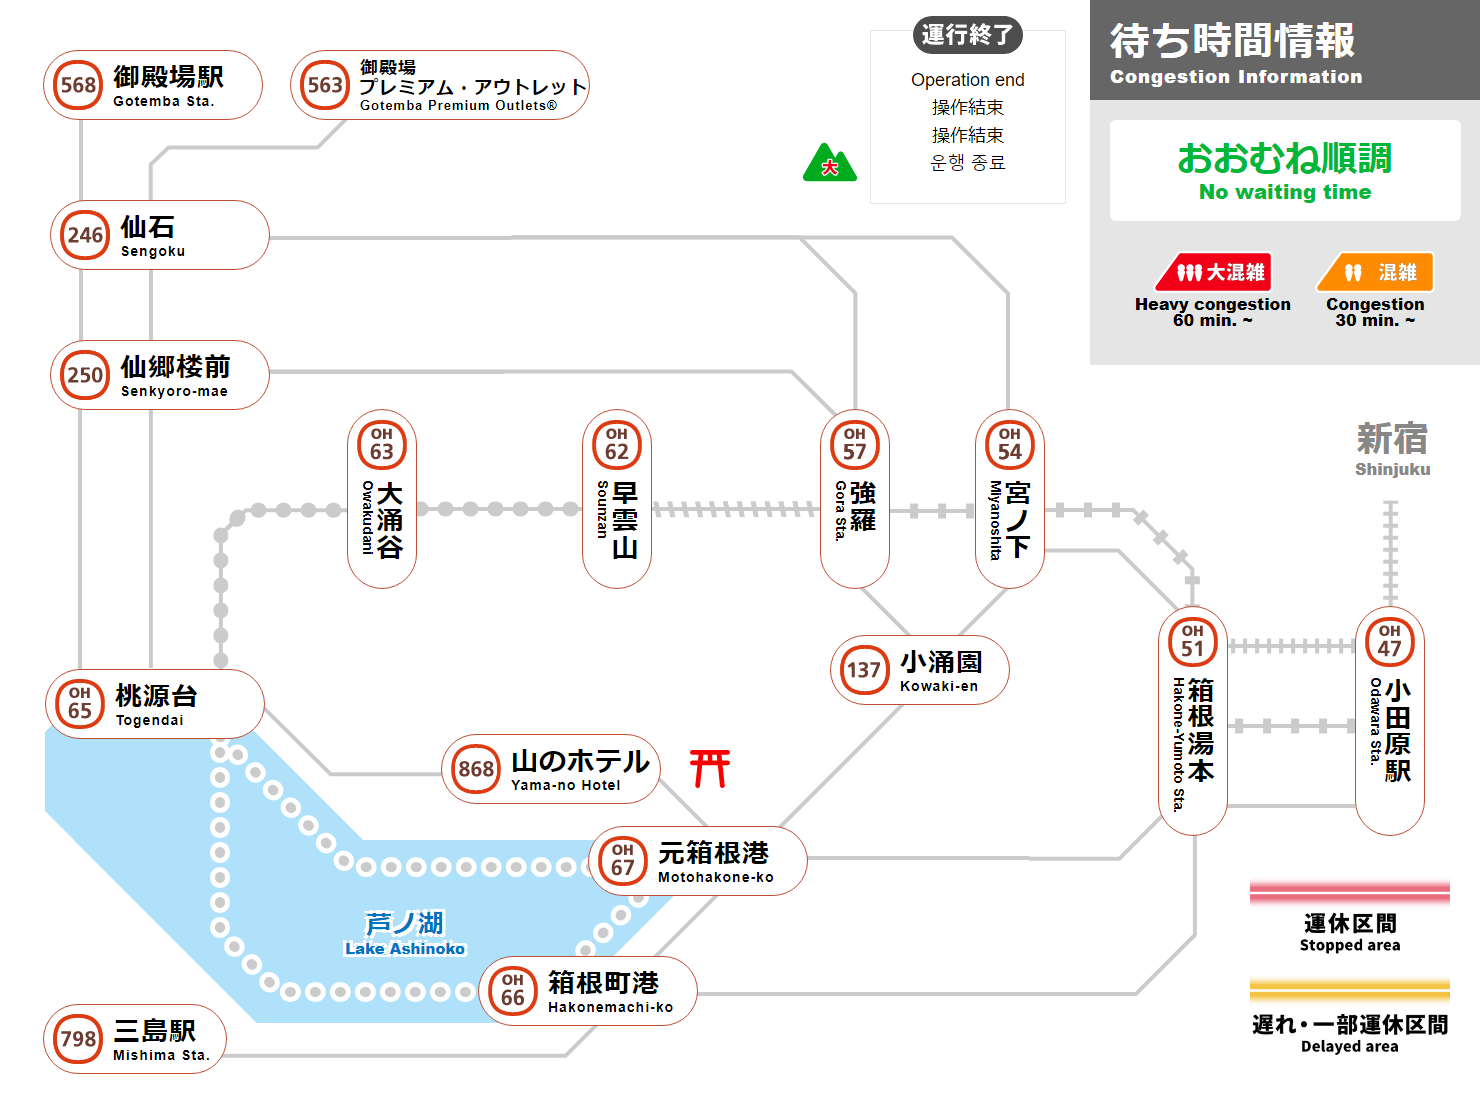 運行終了
Operation end
操作結束
操作結束
운행 종료
待ち時間情報
Congestion Information
おおむね順調
No waiting time
大混雑
Heavy congestion
60 min. ~
混雑
Congestion
30 min. ~
568
御殿場駅
Gotemba Sta.
563
御殿場
プレミアム・アウトレット
Gotemba Premium Outlets®
大
246
仙石
Sengoku
250
仙郷楼前
Senkyoro-mae
OH
63
大涌谷
Owakudani
OH
62
早雲山
Sounzan
OH
57
強羅
Gora Sta.
OH
54
宮ノ下
Miyanoshita
新宿
Shinjuku
OH
51
箱根湯本
Hakone-Yumoto Sta.
OH
47
小田原駅
Odawara Sta.
137
小涌園
Kowaki-en
OH
65
桃源台
Togendai
868
山のホテル
Yama-no Hotel
OH
67
元箱根港
Motohakone-ko
芦ノ湖
Lake Ashinoko
OH
66
箱根町港
Hakonemachi-ko
798
三島駅
Mishima Sta.
運休区間
Stopped area
遅れ・一部運休区間
Delayed area